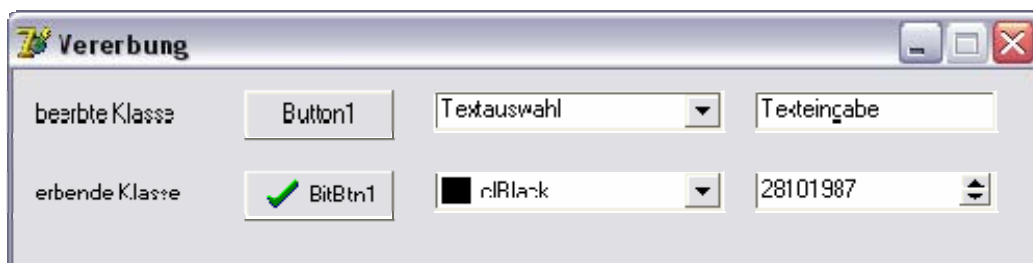 Vererbung
beerbte Klasse Button1 Textauswahl Texteingabe
erbende Klasse BitBtn1 clBlack 28101987